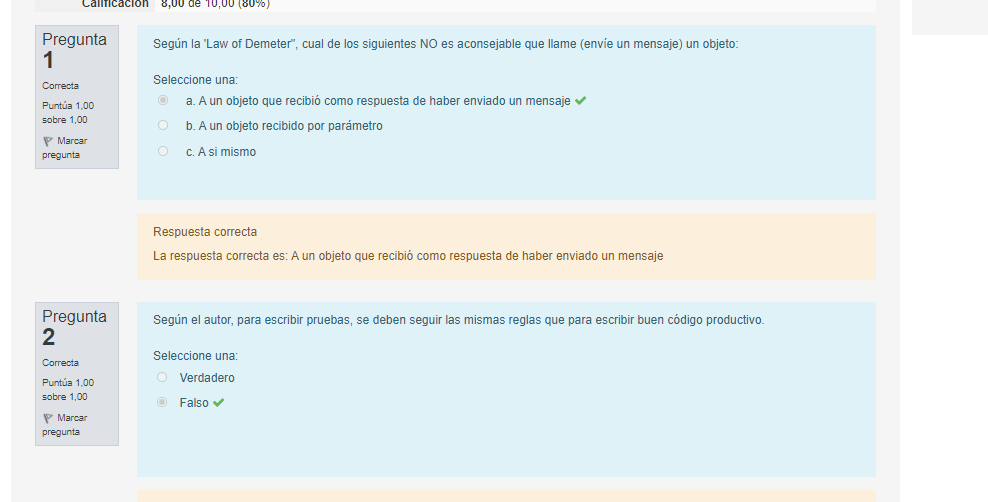 Calificación 8,00 de 10,00 (80%)
Pregunta
1
Correcta
Puntúa 1,00
sobre 1,00
Marcar
pregunta
Según la 'Law of Demeter", cual de los siguientes NO es aconsejable que llame (envíe un mensaje) un objeto:
Seleccione una:
a. A un objeto que recibió como respuesta de haber enviado un mensaje
b. A un objeto recibido por parámetro
c. A si mismo
Respuesta correcta
La respuesta correcta es: A un objeto que recibió como respuesta de haber enviado un mensaje
Pregunta
2
Correcta
Puntúa 1,00
sobre 1,00
Marcar
pregunta
Según el autor, para escribir pruebas, se deben seguir las mismas reglas que para escribir buen código productivo.
Seleccione una:
Verdadero
Falso